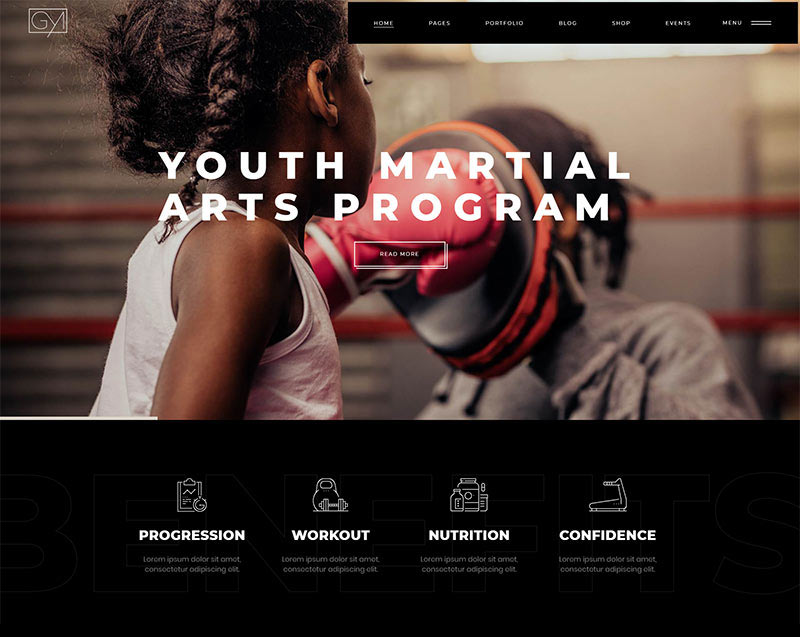 Gyl
HOME PAGES PORTFOLIO BLOG SHOP EVENTS MENU
YOUTH MARTIAL
ARTS PROGRAM
READ MORE
BENEFITS
PROGRESSION WORKOUT NUTRITION CONFIDENCE
Lorem ipsum dolor sit amet, Lorem ipsum dolor sit amet, Lorem ipsum dolor sit amet, Lorem ipsum dolor sit amet,
consectetur adipiscing elit. consectetur adipiscing elit. consectetur adipiscing elit. consectetur adipiscing elit.